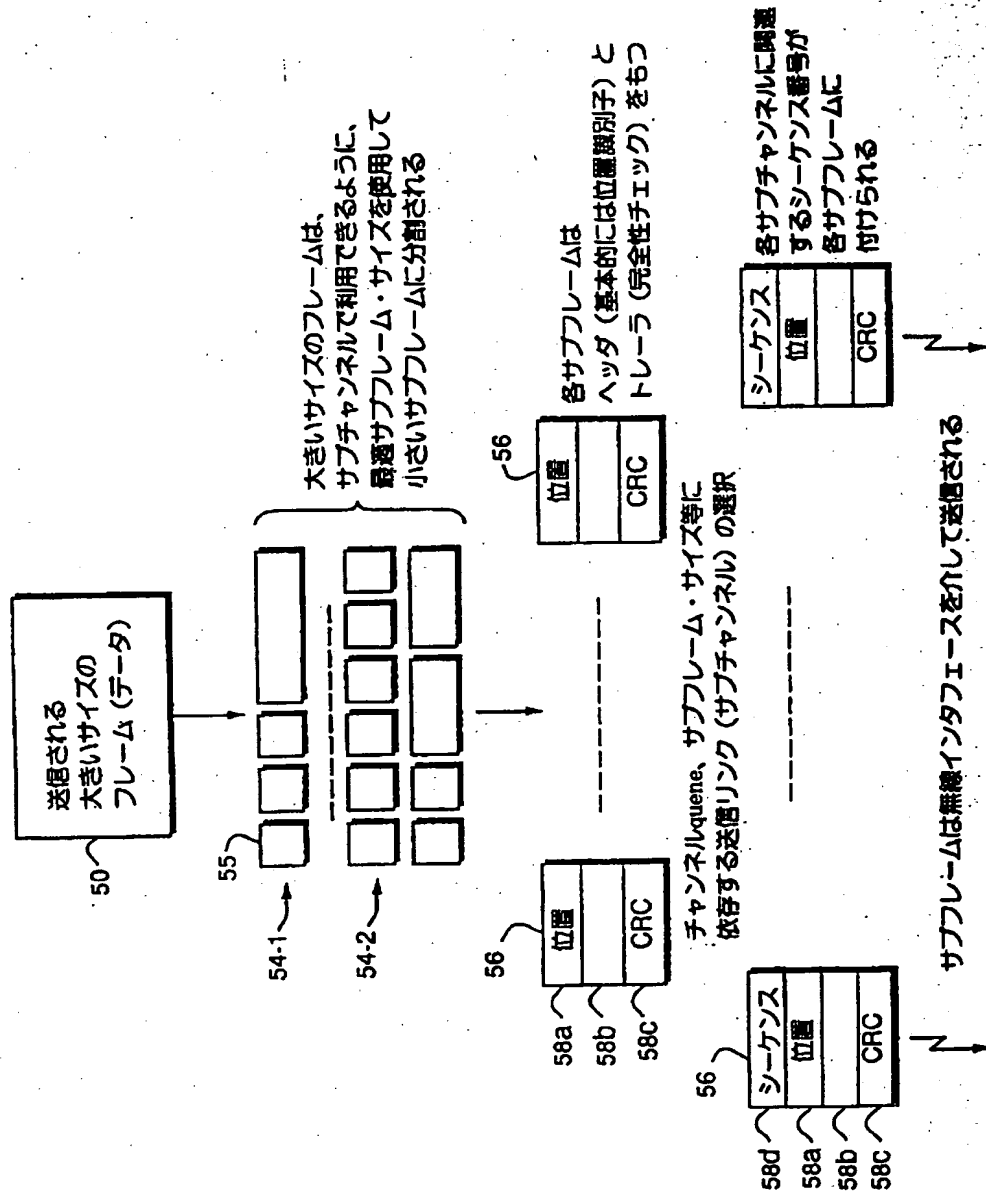 送信される
大きいサイズの
フレーム（データ）
50
大きいサイズのフレームは、
サブチャンネルで利用できるように、
最適サブフレーム・サイズを使用して
小さいサブフレームに分割される
55
54-1
54-2
各サブフレームは
ヘッダ（基本的には位置識別子）と
トレーラ（完全性チェック）をもつ
56
位置
CRC
58a
58b
58c
56
位置
CRC
チャンネルquene、サブフレーム・サイズ等に
依存する送信リンク（サブチャンネル）の選択
各サブチャンネルに関連
するシーケンス番号が
各サブフレームに
付けられる
56
シーケンス
位置
CRC
58d
58a
58b
58c
シーケンス
位置
CRC
サブフレームは無線インタフェースを介して送信される